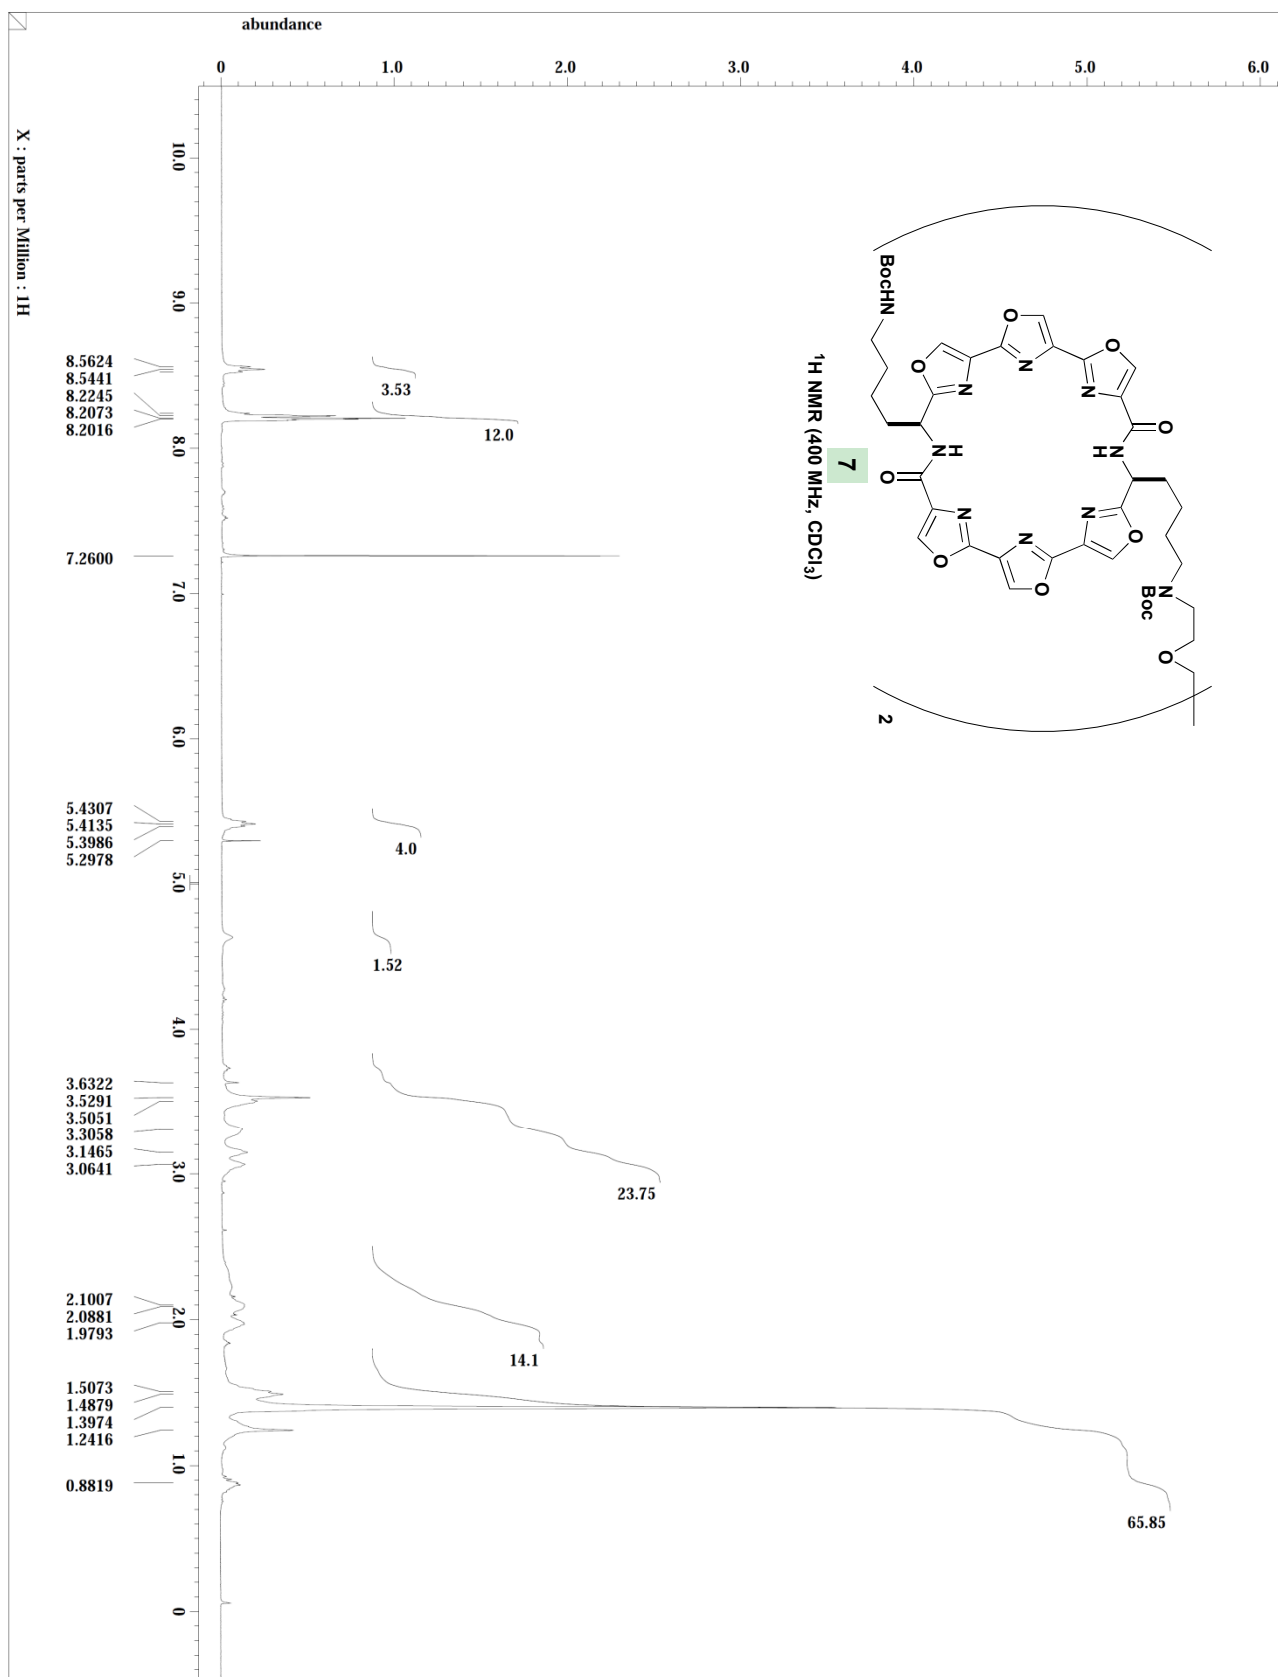 abundance
0 1.0 2.0 3.0 4.0 5.0 6.0
X : parts per Million : 1H
10.0
9.0
8.0
7.0
6.0
5.0
4.0
3.0
2.0
1.0
0
8.5624
8.5441
8.2245
8.2073
8.2016
7.2600
5.4307
5.4135
5.3986
5.2978
3.6322
3.5291
3.5051
3.3058
3.1465
3.0641
2.1007
2.0881
1.9793
1.5073
1.4879
1.3974
1.2416
0.8819
3.53
12.0
4.0
1.52
23.75
14.1
65.85
BocHN
O
N
O
N
O
N
O
N
H
N
H
O
N
O
N
O
N
O
N
Boc
O
2
7
¹H NMR (400 MHz, CDCl₃)